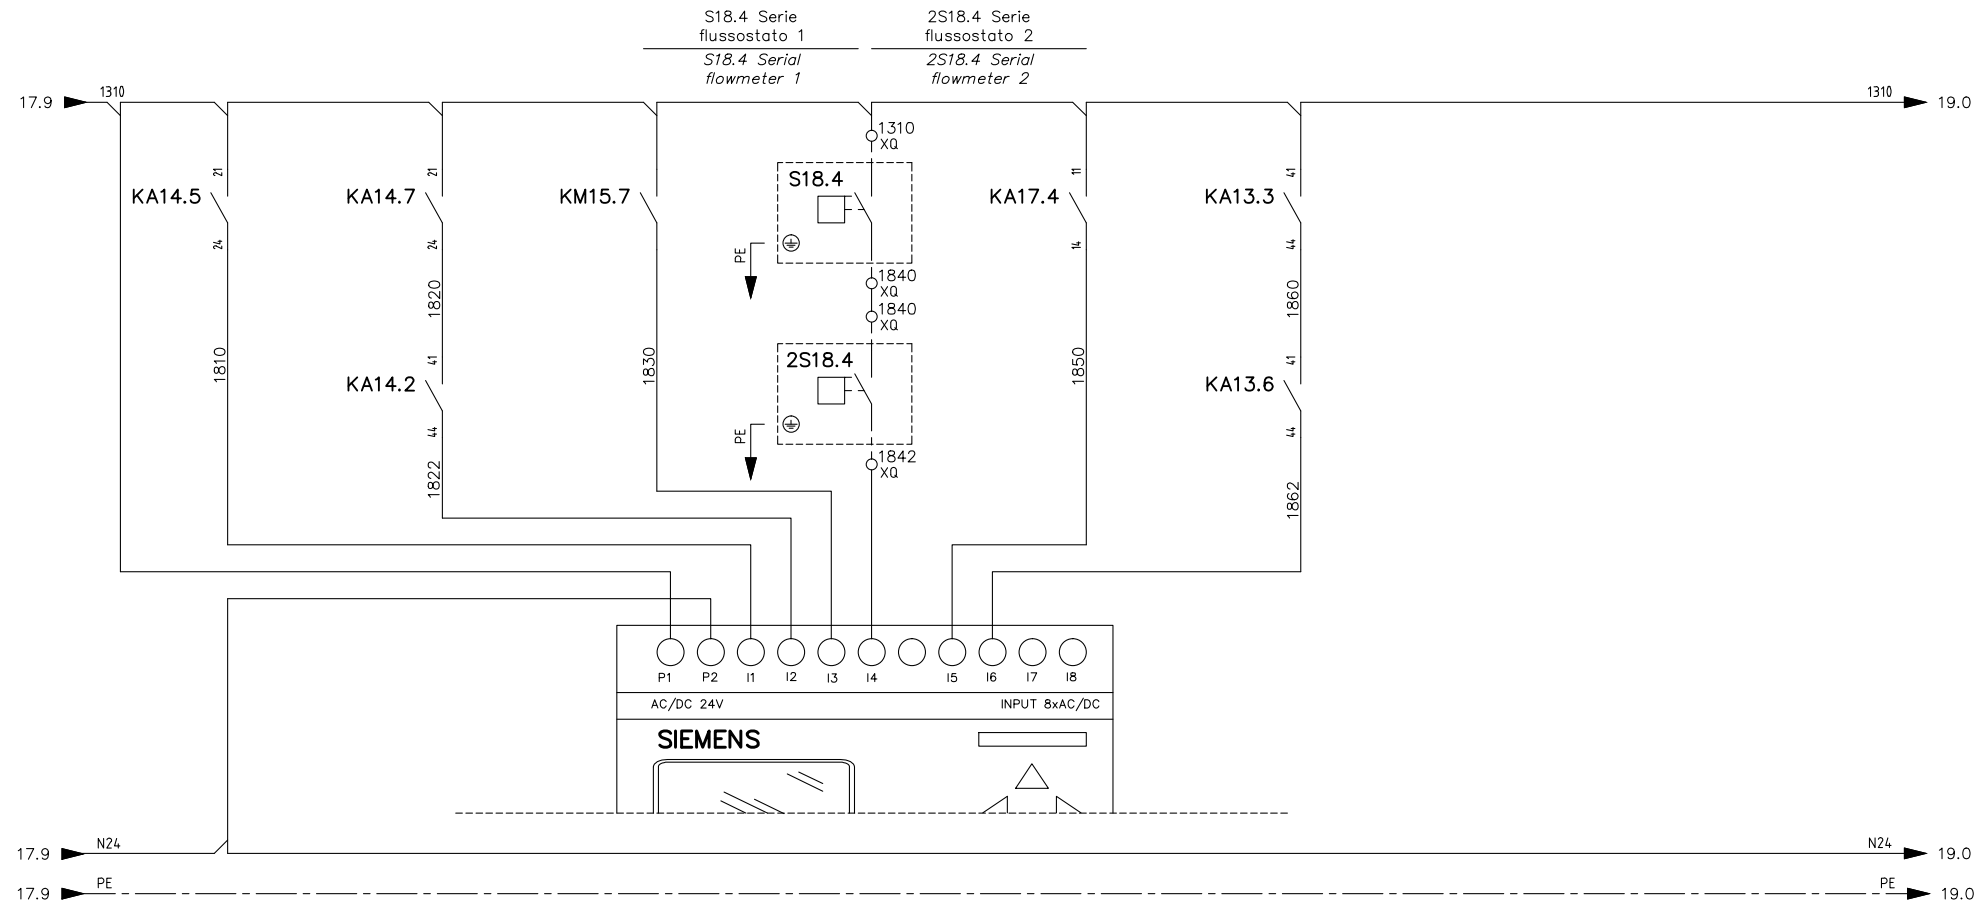 S18.4 Serie
flussostato 1
S18.4 Serial
flowmeter 1
2S18.4 Serie
flussostato 2
2S18.4 Serial
flowmeter 2
17.9
1310
1310
19.0
1310
XQ
21
21
11
41
KA14.5
KA14.7
KM15.7
S18.4
KA17.4
KA13.3
24
24
PE
14
44
1840
XQ
1820
1860
1840
XQ
1810
41
1830
2S18.4
1850
41
KA14.2
KA13.6
44
PE
44
1842
XQ
1822
1862
P1
P2
I1
I2
I3
I4
I5
I6
I7
I8
AC/DC 24V
INPUT 8xAC/DC
SIEMENS
17.9
N24
N24
19.0
17.9
PE
PE
19.0